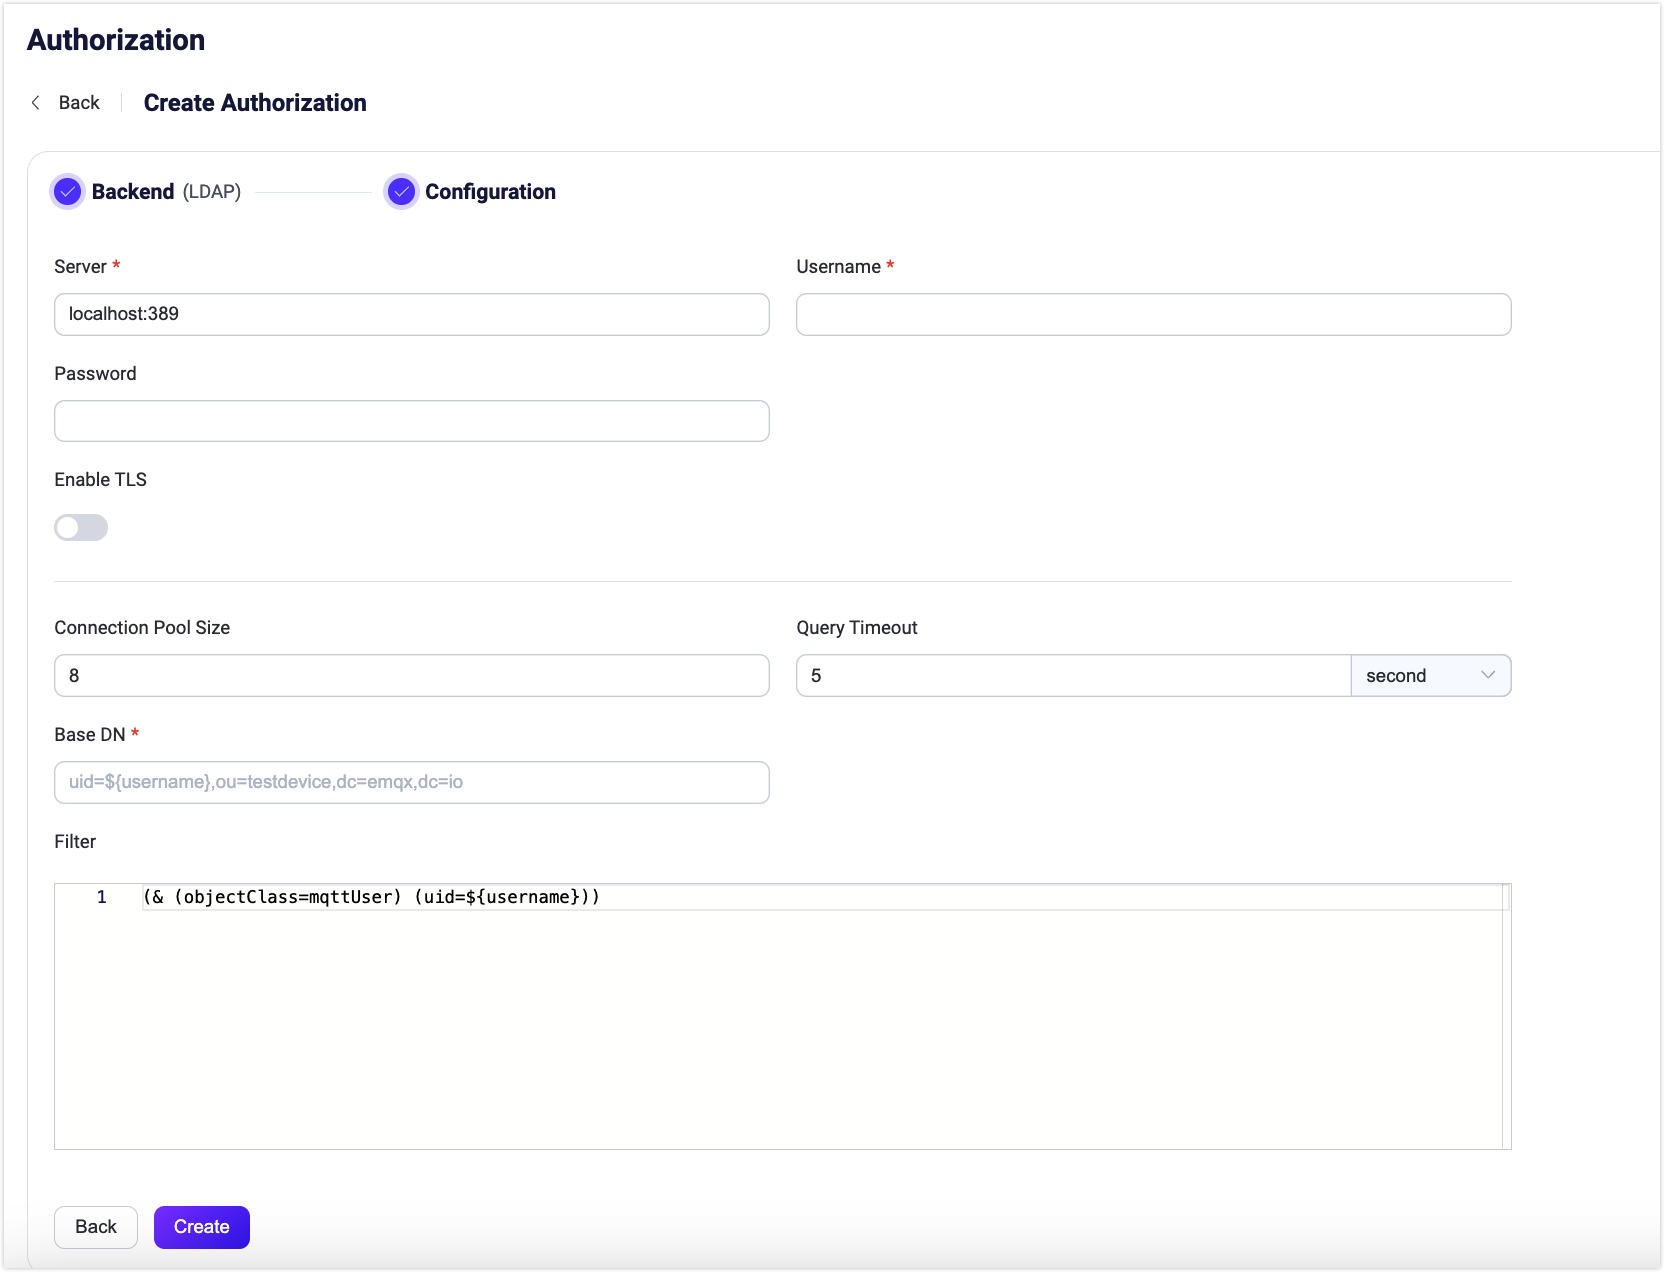 Authorization
Back
Create Authorization
Backend (LDAP)
Configuration
Server *
Username *
localhost:389
Password
Enable TLS
Connection Pool Size
Query Timeout
8
5
second
Base DN *
uid=${username},ou=testdevice,dc=emqx,dc=io
Filter
1 (& (objectClass=mqttUser) (uid=${username}))
Back
Create